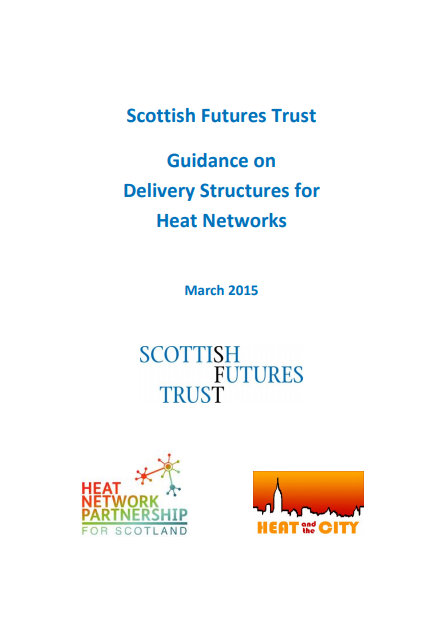 Scottish Futures Trust
Guidance on
Delivery Structures for
Heat Networks
March 2015
SCOTTISH
FUTURES
TRUST
HEAT
NETWORK
PARTNERSHIP
FOR SCOTLAND
HEAT and the CITY